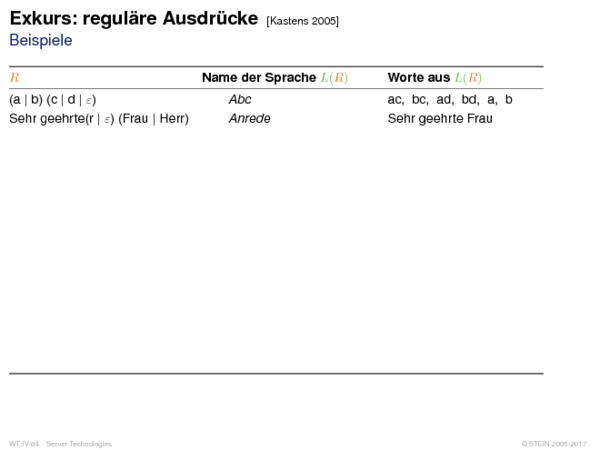 Exkurs: reguläre Ausdrücke [Kastens 2005]
Beispiele
R Name der Sprache L(R) Worte aus L(R)
(a | b) (c | d | ε) Abc ac, bc, ad, bd, a, b
Sehr geehrte(r | ε) (Frau | Herr) Anrede Sehr geehrte Frau
WT:IV-64 Server Technologies © STEIN 2005-2017